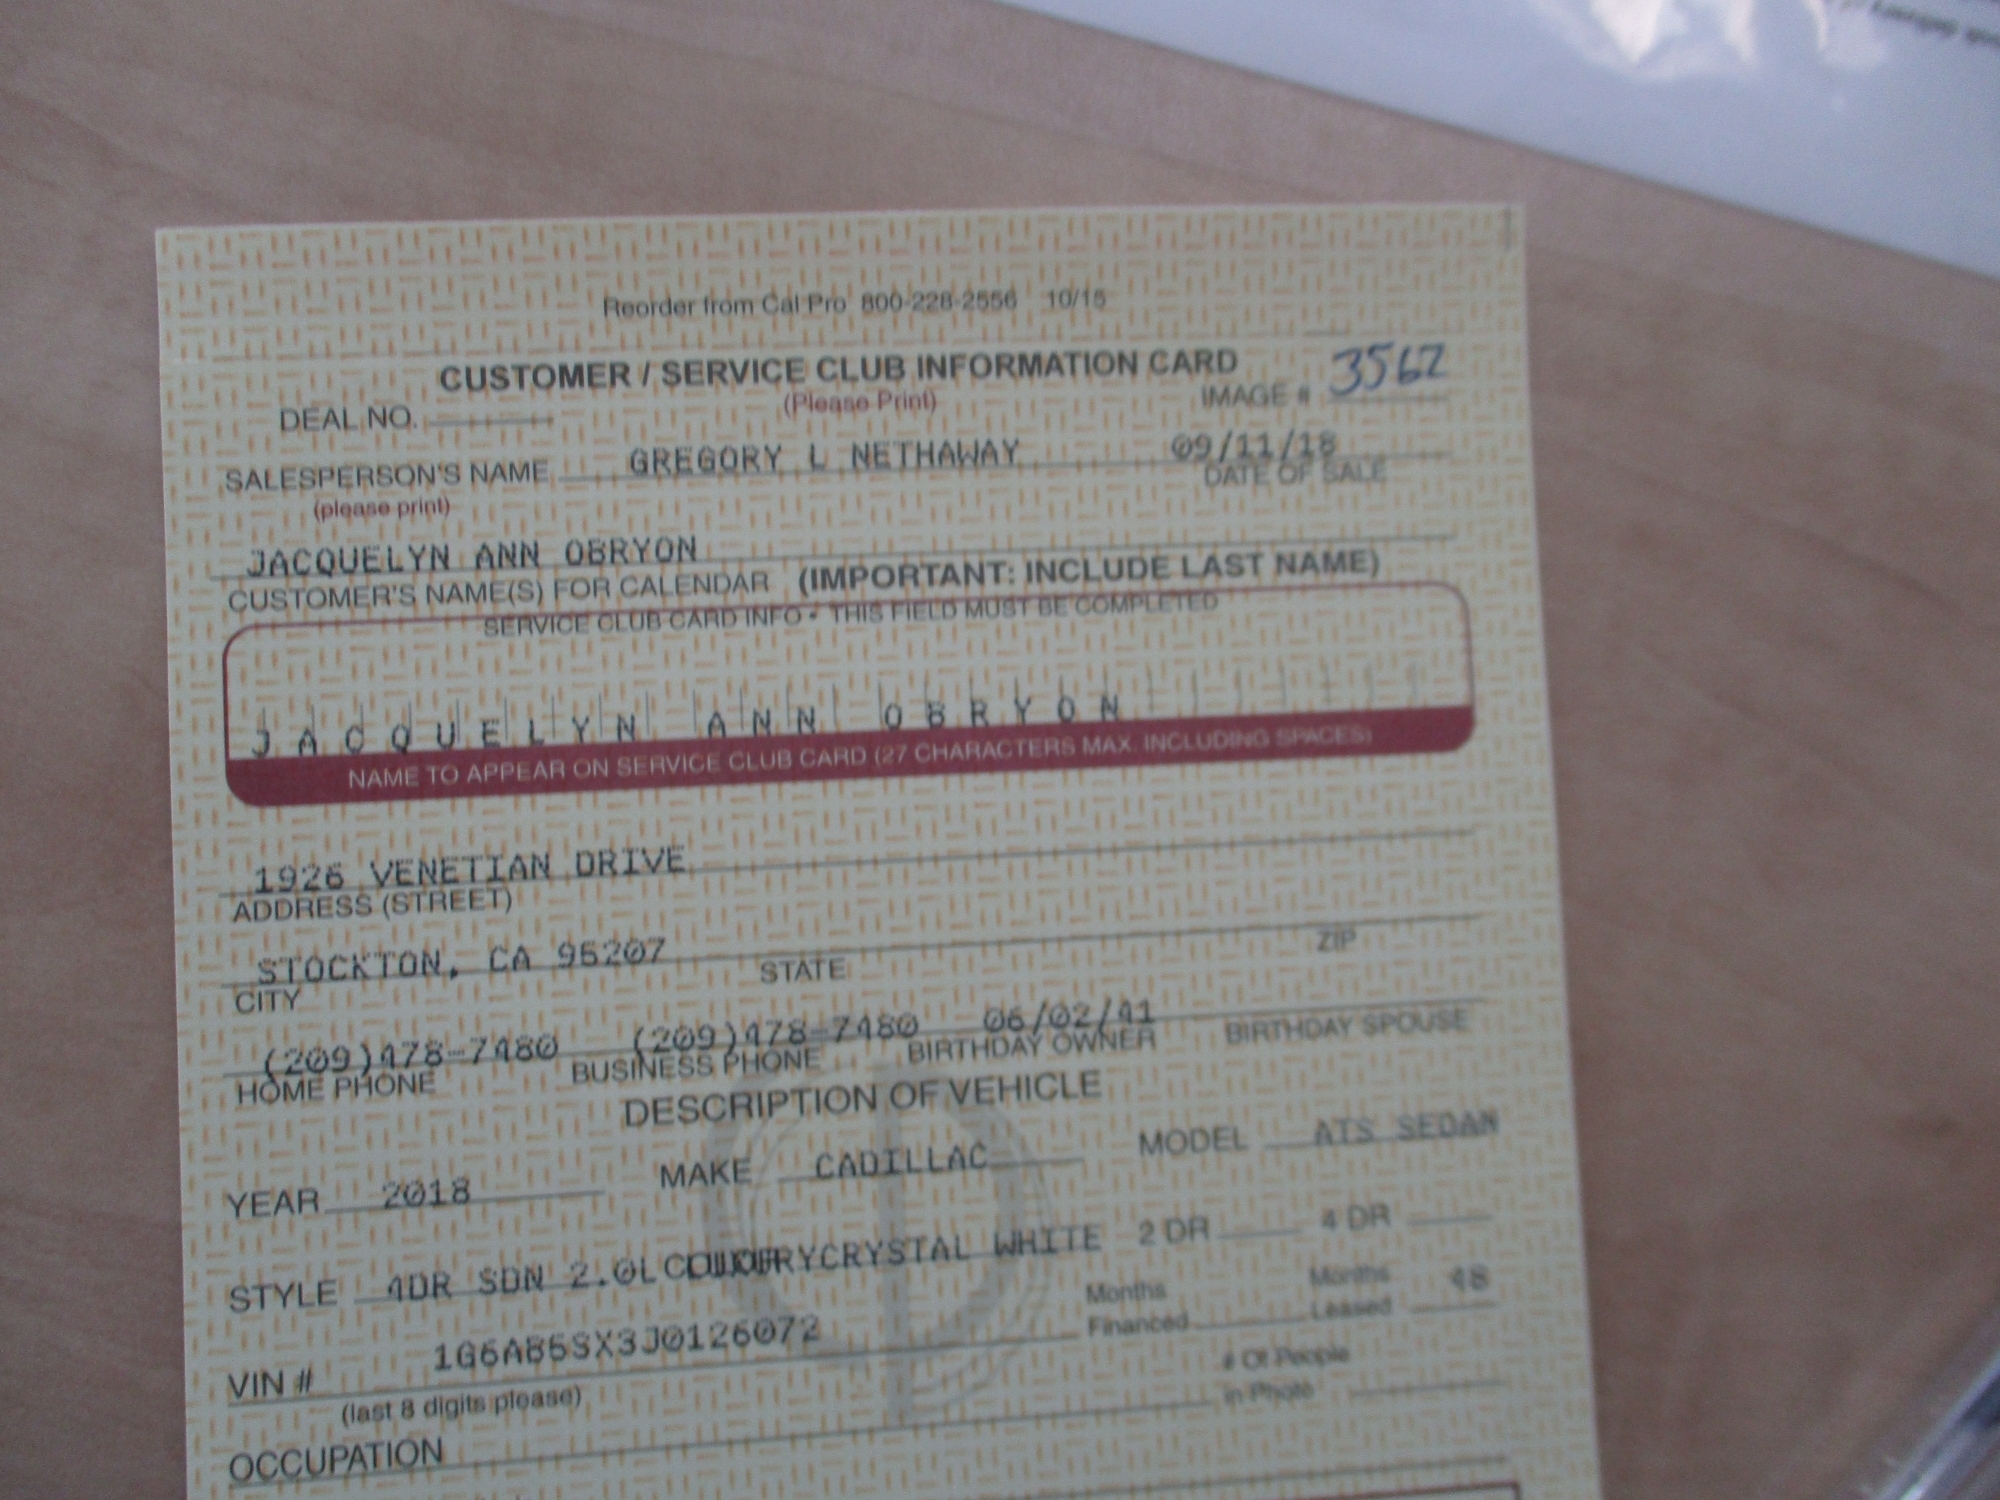 Reorder from Cal Pro 800-228-2556 10/15
CUSTOMER / SERVICE CLUB INFORMATION CARD
(Please Print)
IMAGE # 3562
DEAL NO.
SALESPERSON'S NAME GREGORY L NETHAWAY 09/11/18
(please print)
DATE OF SALE
JACQUELYN ANN OBRYON
CUSTOMER'S NAME(S) FOR CALENDAR (IMPORTANT: INCLUDE LAST NAME)
SERVICE CLUB CARD INFO • THIS FIELD MUST BE COMPLETED
JACQUELYN ANN OBRYON
NAME TO APPEAR ON SERVICE CLUB CARD (27 CHARACTERS MAX. INCLUDING SPACES)
1926 VENETIAN DRIVE
ADDRESS (STREET)
STOCKTON, CA 95207
CITY STATE ZIP
(209)478-7480 (209)478-7480 06/02/41
HOME PHONE BUSINESS PHONE BIRTHDAY OWNER BIRTHDAY SPOUSE
DESCRIPTION OF VEHICLE
YEAR 2018 MAKE CADILLAC MODEL ATS SEDAN
STYLE 4DR SDN 2.0L CRYSTAL WHITE 2 DR 4 DR
VIN # 1G6AB5SX3J0126072
(last 8 digits please)
Months Financed Months Leased 48
# Of People in Photo
OCCUPATION